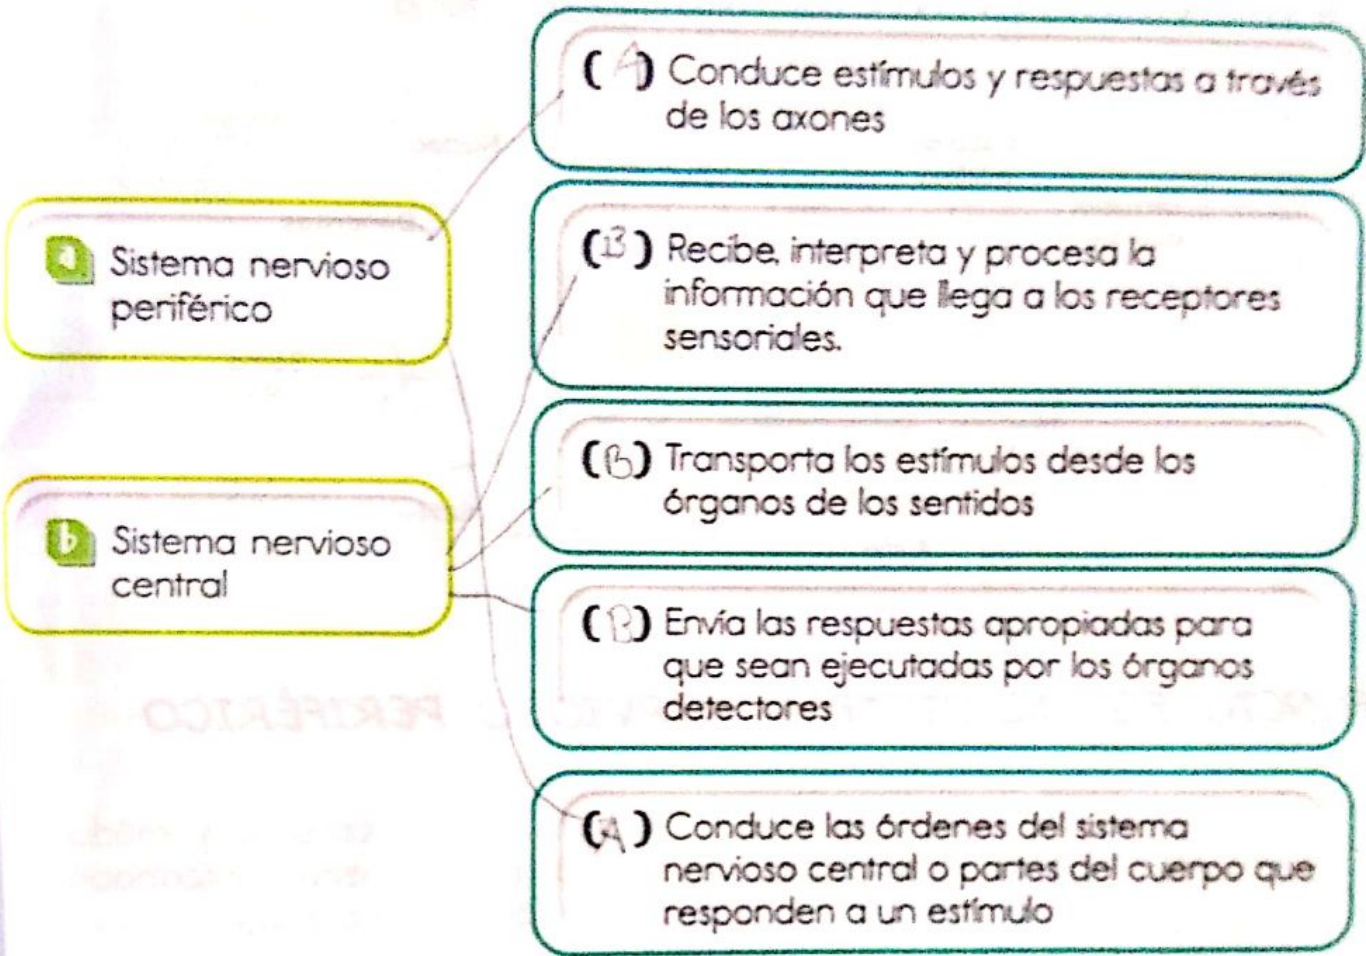 a Sistema nervioso
periférico
b Sistema nervioso
central
(A) Conduce estímulos y respuestas a través
de los axones
(B) Recibe, interpreta y procesa la
información que llega a los receptores
sensoriales.
(B) Transporta los estímulos desde los
órganos de los sentidos
(B) Envía las respuestas apropiadas para
que sean ejecutadas por los órganos
detectores
(A) Conduce las órdenes del sistema
nervioso central o partes del cuerpo que
responden a un estímulo
PERIFÉRICO